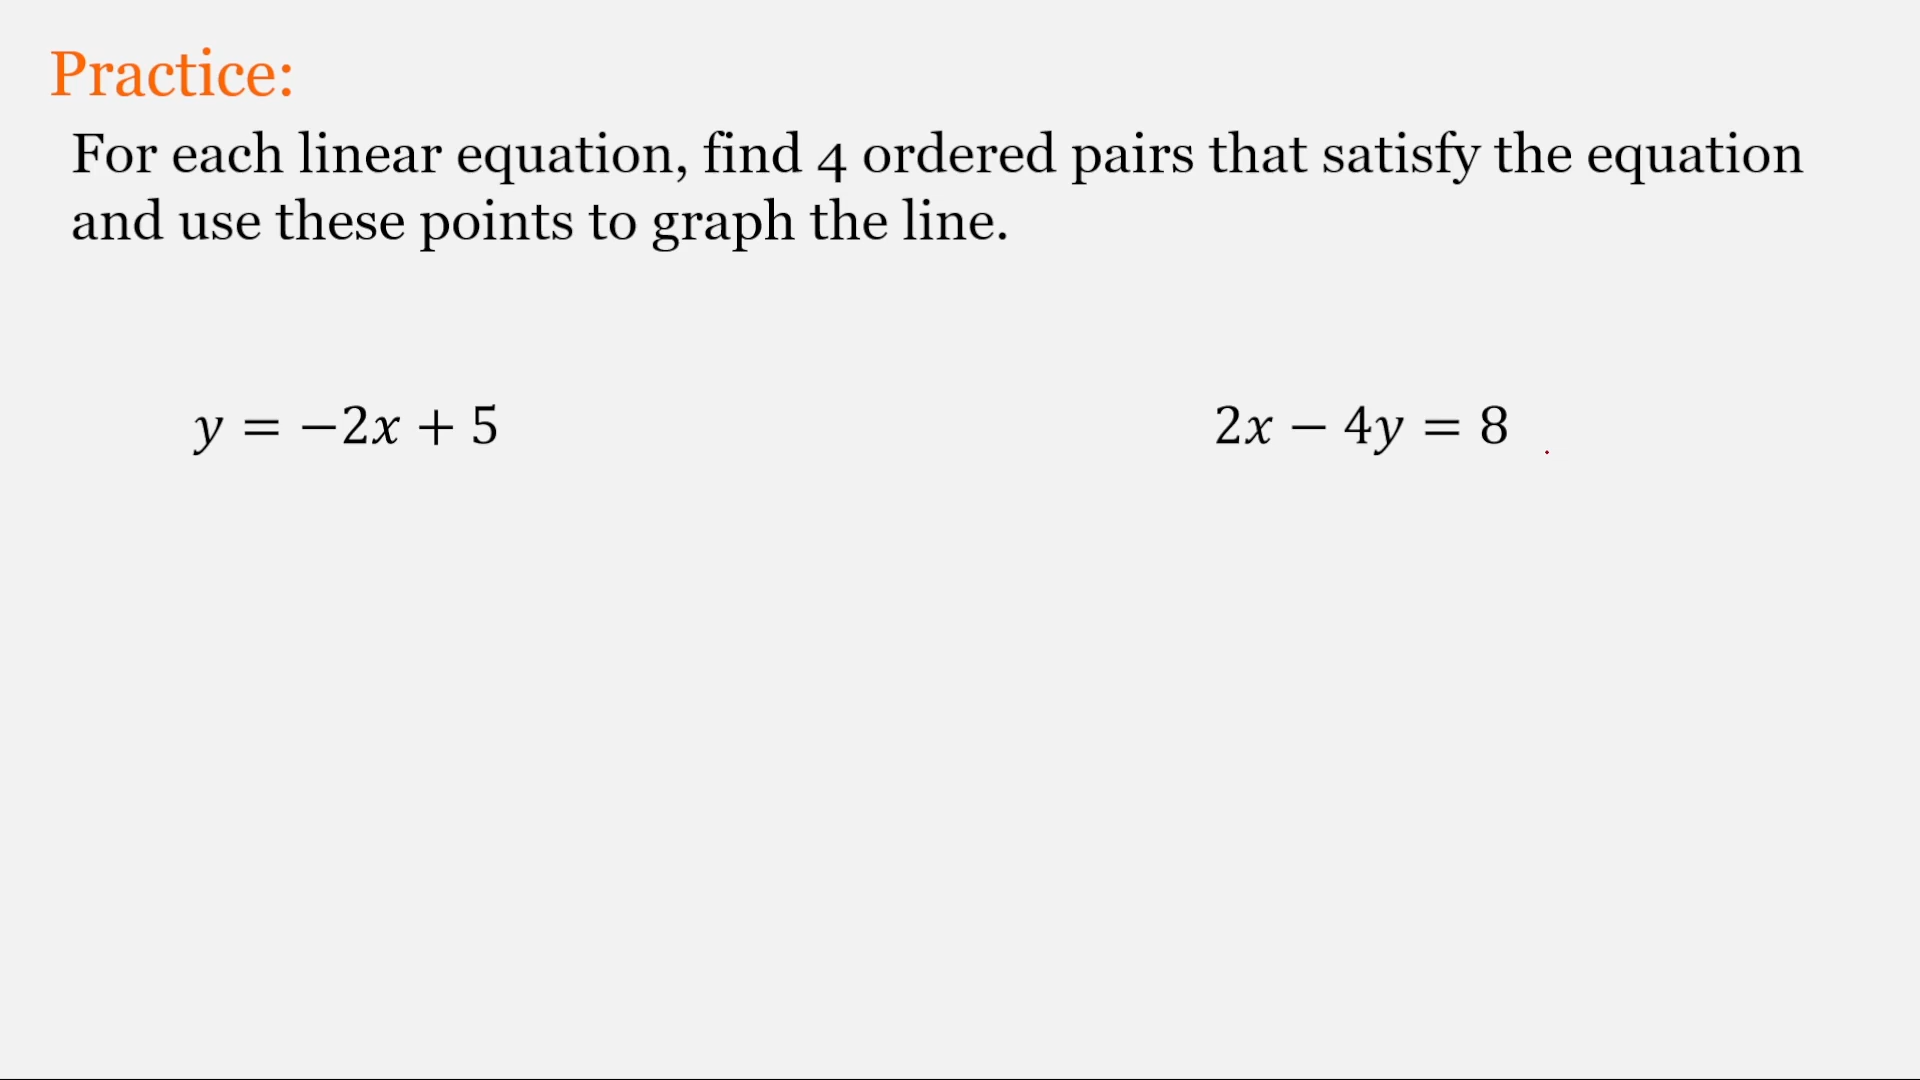 Practice:
For each linear equation, find 4 ordered pairs that satisfy the equation
and use these points to graph the line.
y = −2x + 5
2x − 4y = 8